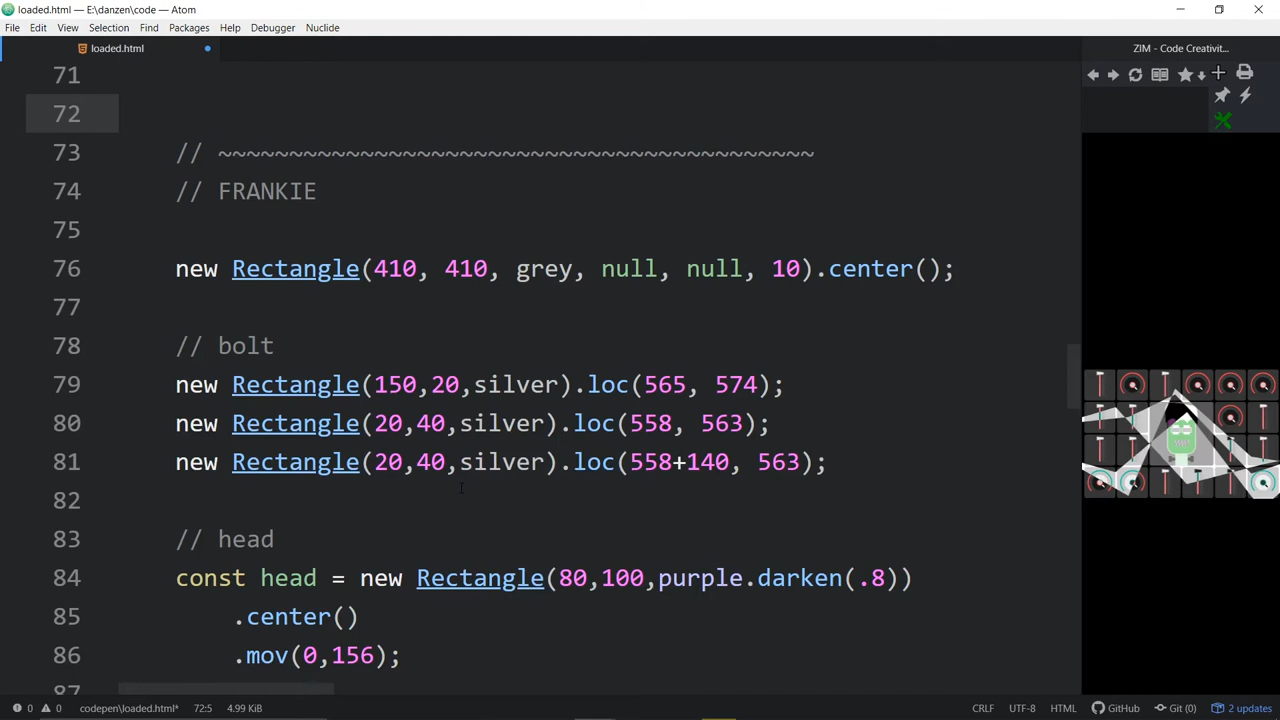 loaded.html — E:\danzen\code — Atom
File Edit View Selection Find Packages Help Debugger Nuclide
loaded.html
ZIM - Code Creativit...
71
72
73 // ~~~~~~~~~~~~~~~~~~~~~~~~~~~~~~~~~~~~~~~~~~
74 // FRANKIE
75
76 new Rectangle(410, 410, grey, null, null, 10).center();
77
78 // bolt
79 new Rectangle(150,20,silver).loc(565, 574);
80 new Rectangle(20,40,silver).loc(558, 563);
81 new Rectangle(20,40,silver).loc(558+140, 563);
82
83 // head
84 const head = new Rectangle(80,100,purple.darken(.8))
85 .center()
86 .mov(0,156);
87
0 0 codepen\loaded.html* 72:5 4.99 KiB CRLF UTF-8 HTML GitHub Git (0) 2 updates